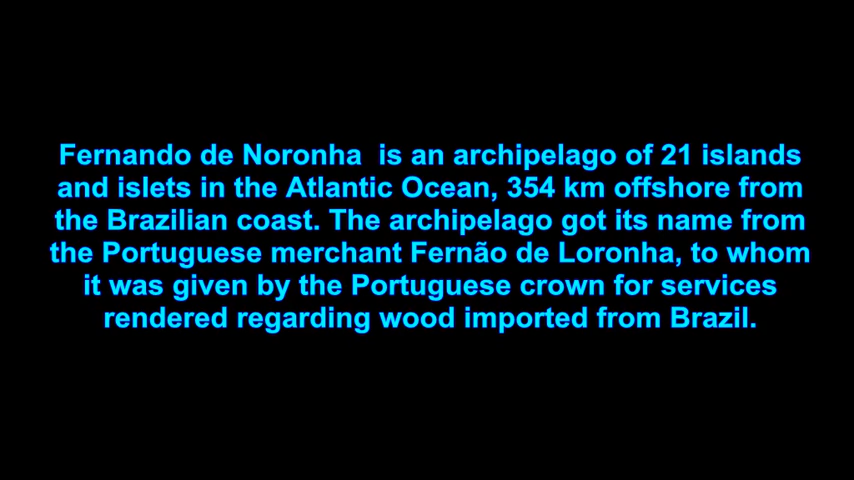 Fernando de Noronha  is an archipelago of 21 islands
and islets in the Atlantic Ocean, 354 km offshore from
the Brazilian coast. The archipelago got its name from
the Portuguese merchant Fernão de Loronha, to whom
it was given by the Portuguese crown for services
rendered regarding wood imported from Brazil.